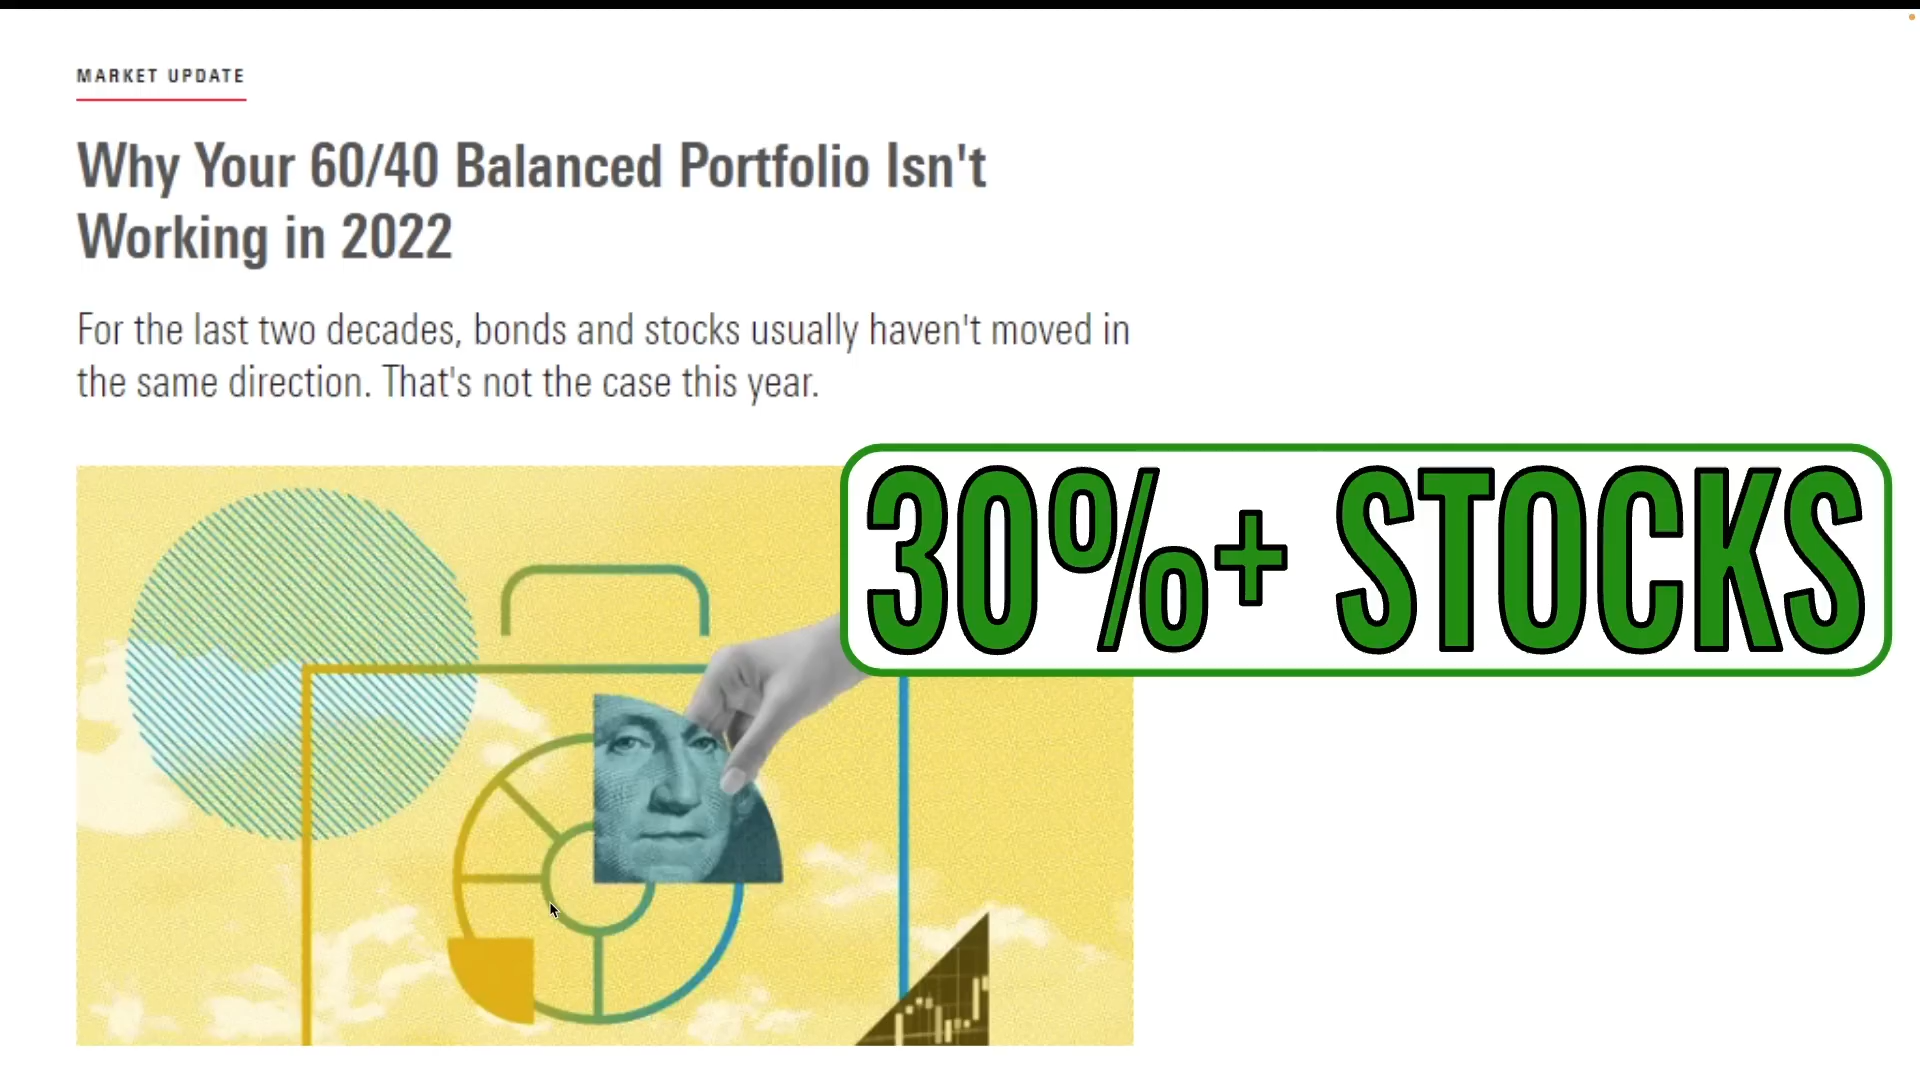 MARKET UPDATE
Why Your 60/40 Balanced Portfolio Isn't
Working in 2022
For the last two decades, bonds and stocks usually haven't moved in
the same direction. That's not the case this year.
30%+ STOCKS